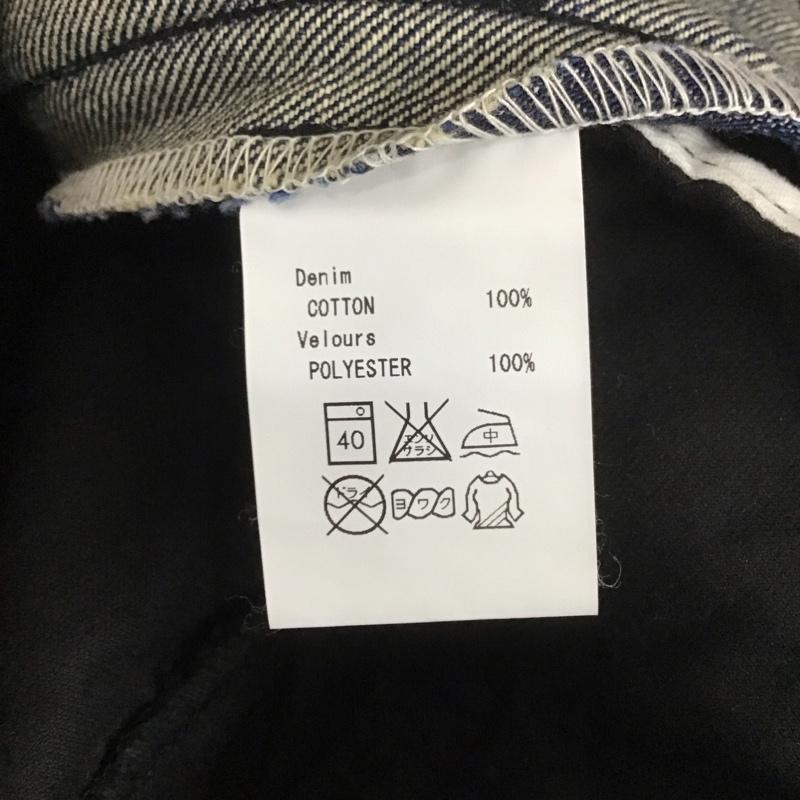 Denim
COTTON 100%
Velours
POLYESTER 100%
40
エンソ
サラシ
中
ドライ
ヨワク